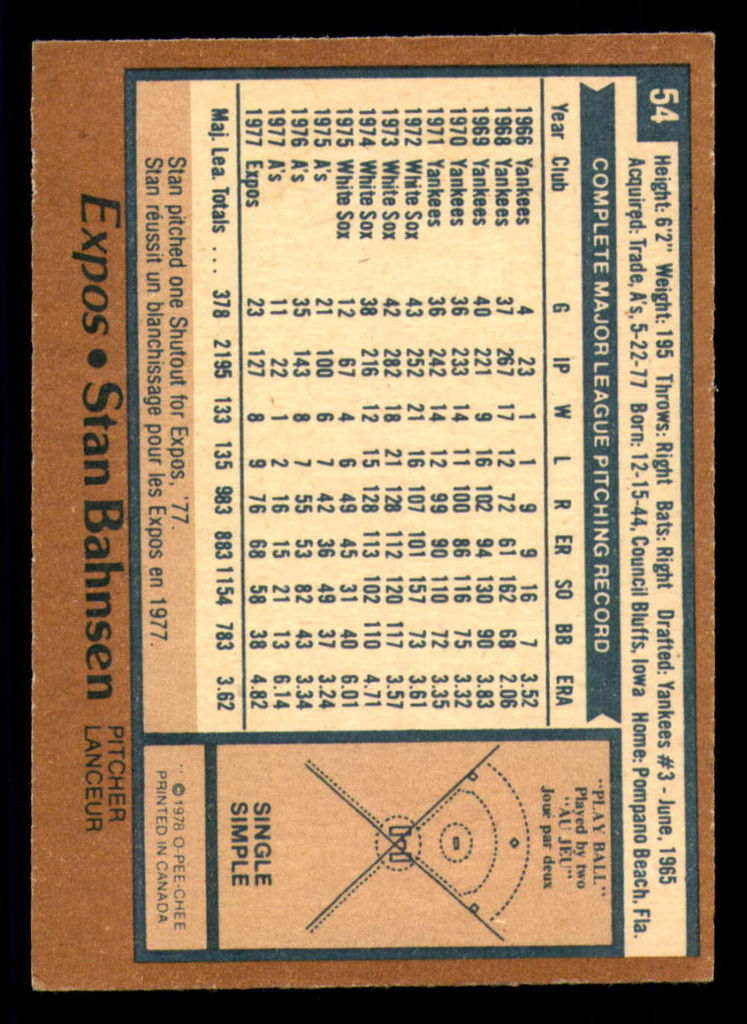 54
Height: 6'2" Weight: 195 Throws: Right Bats: Right Drafted: Yankees #3 - June, 1965
Acquired: Trade, A's, 5-22-77 Born: 12-15-44, Council Bluffs, Iowa Home: Pompano Beach, Fla.
COMPLETE MAJOR LEAGUE PITCHING RECORD
Year Club G IP W L R ER SO BB ERA
1966 Yankees 4 23 1 1 9 9 16 7 3.52
1968 Yankees 37 267 17 12 72 61 162 68 2.06
1969 Yankees 40 221 9 16 102 94 130 90 3.83
1970 Yankees 36 233 14 11 100 86 116 75 3.32
1971 Yankees 36 242 14 12 99 90 110 72 3.35
1972 White Sox 43 252 21 16 107 101 157 73 3.61
1973 White Sox 42 282 18 21 128 112 120 117 3.57
1974 White Sox 38 216 12 15 128 113 102 110 4.71
1975 White Sox 12 67 4 6 49 45 31 40 6.01
1975 A's 21 100 6 7 42 36 49 37 3.24
1976 A's 35 143 8 7 55 53 82 43 3.34
1977 A's 11 22 1 2 16 15 21 13 6.14
1977 Expos 23 127 8 9 76 68 58 38 4.82
Maj. Lea. Totals ... 378 2195 133 135 983 883 1154 783 3.62
Stan pitched one Shutout for Expos, '77.
Stan réussit un blanchissage pour les Expos en 1977.
"PLAY BALL"
Played by two
"AU JEU"
Joué par deux
SINGLE
SIMPLE
©1978 O-PEE-CHEE
PRINTED IN CANADA
Expos • Stan Bahnsen
PITCHER
LANCEUR